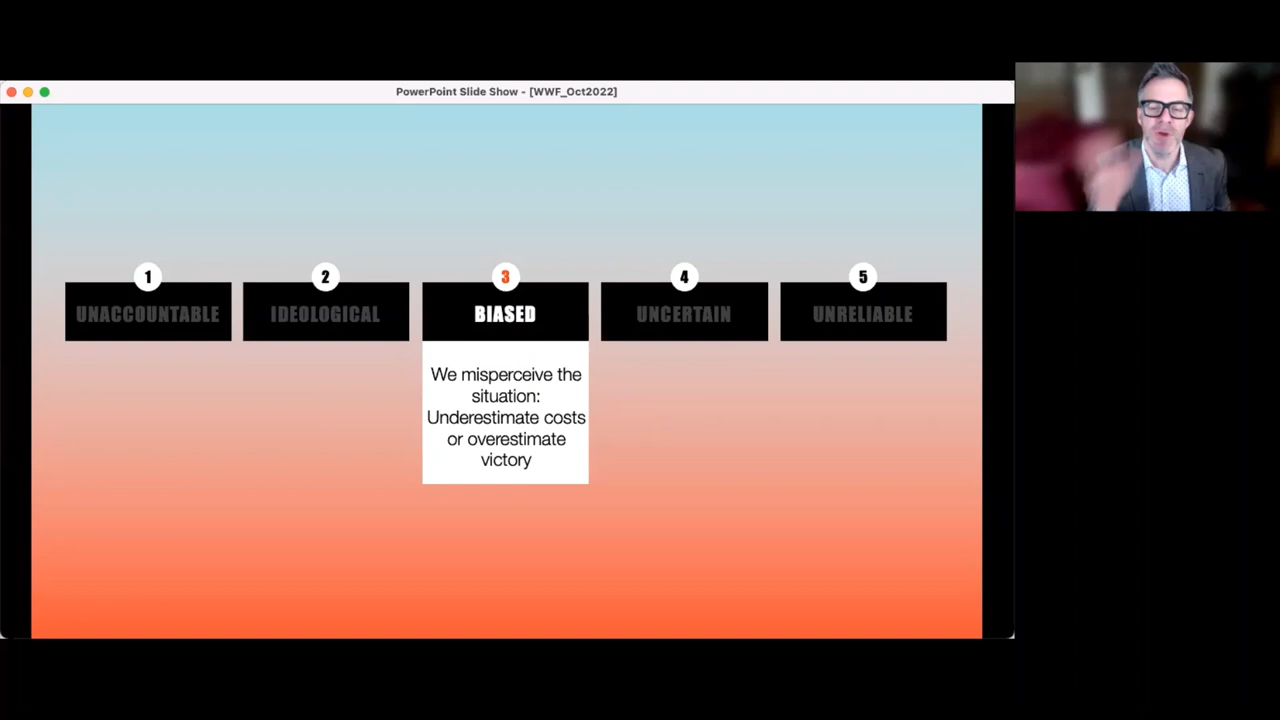 PowerPoint Slide Show - [WWF_Oct2022]
1
2
3
4
5
UNACCOUNTABLE
IDEOLOGICAL
BIASED
UNCERTAIN
UNRELIABLE
We misperceive the
situation:
Underestimate costs
or overestimate
victory